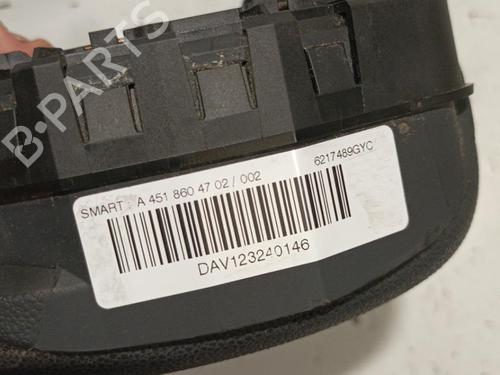 B-PARTS
SMART : A 451 860 47 02 / 002 6217489GYC
DAV123240146